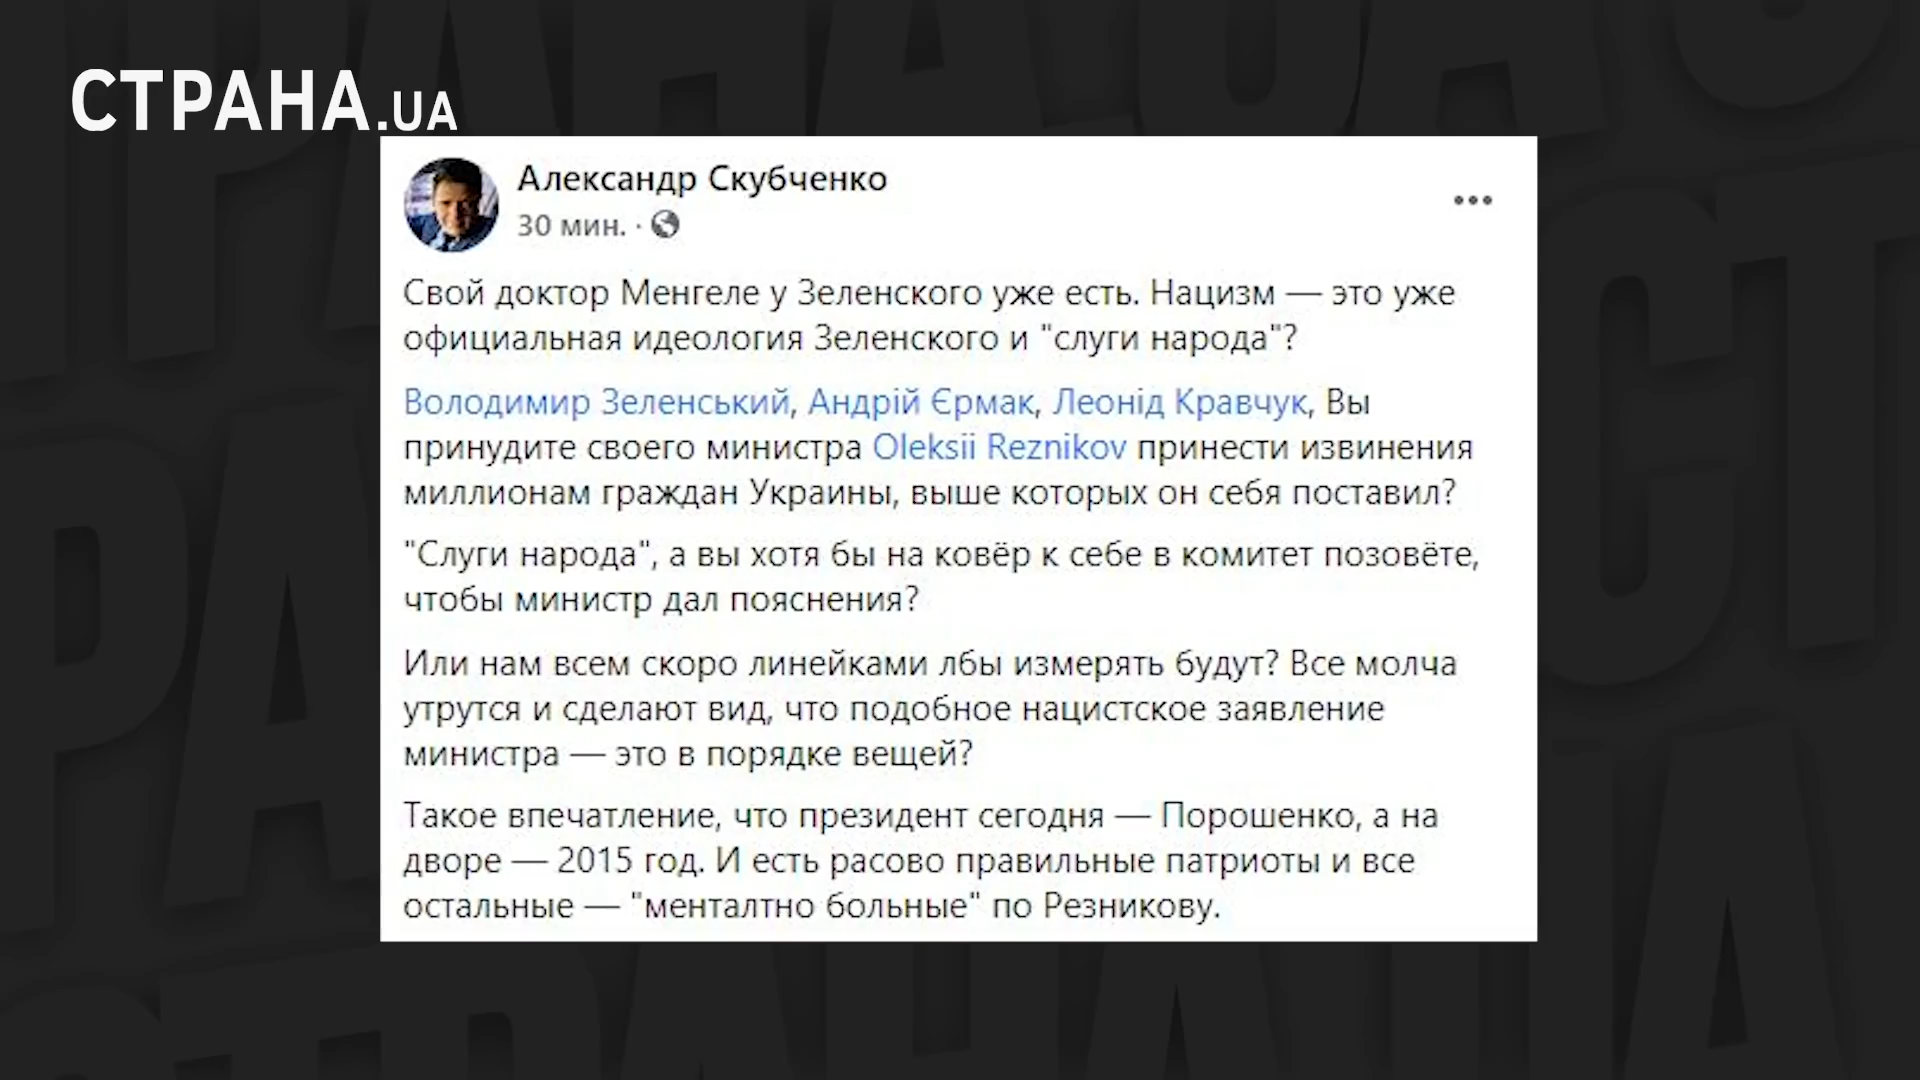 СТРАНА.UA
Александр Скубченко
30 мин. ·
Свой доктор Менгеле у Зеленского уже есть. Нацизм — это уже
официальная идеология Зеленского и "слуги народа"?
Володимир Зеленський, Андрій Єрмак, Леонід Кравчук, Вы
принудите своего министра Oleksii Reznikov принести извинения
миллионам граждан Украины, выше которых он себя поставил?
"Слуги народа", а вы хотя бы на ковёр к себе в комитет позовёте,
чтобы министр дал пояснения?
Или нам всем скоро линейками лбы измерять будут? Все молча
утрутся и сделают вид, что подобное нацистское заявление
министра — это в порядке вещей?
Такое впечатление, что президент сегодня — Порошенко, а на
дворе — 2015 год. И есть расово правильные патриоты и все
остальные — "менталтно больные" по Резникову.